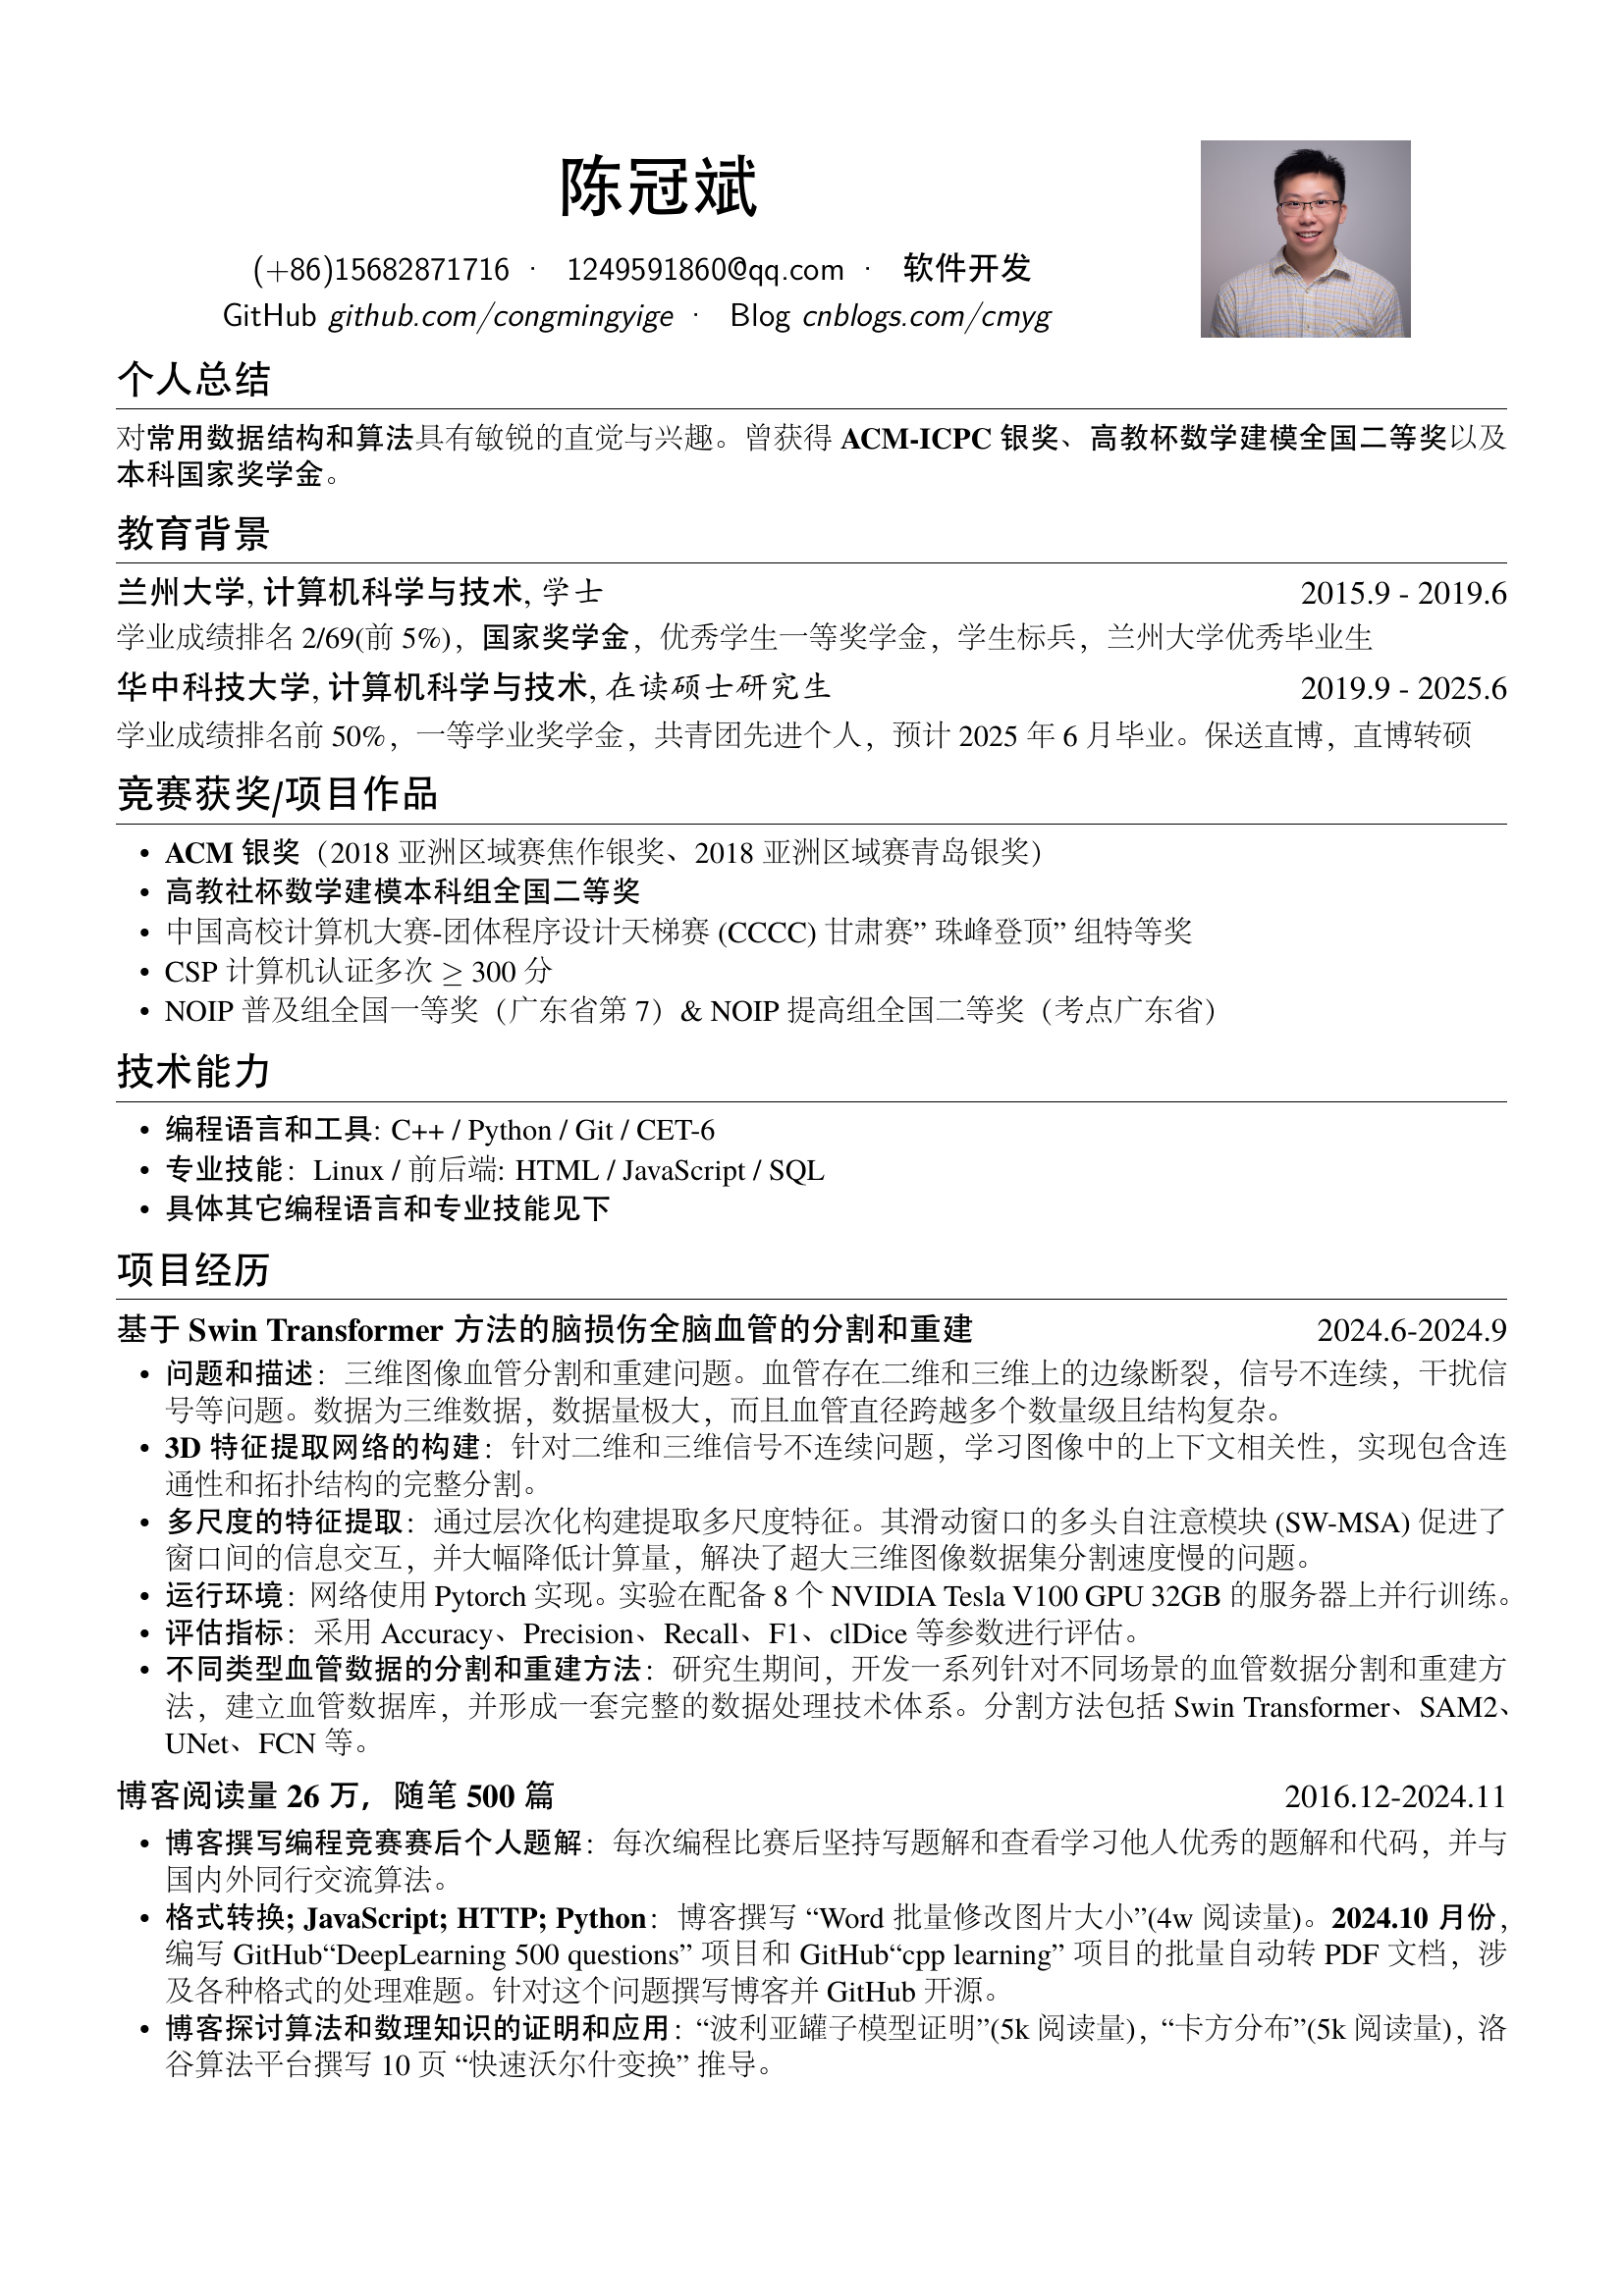 陈冠斌
(+86)15682871716 · 1249591860@qq.com · 软件开发
GitHub github.com/congmingyige · Blog cnblogs.com/cmyg
个人总结
对常用数据结构和算法具有敏锐的直觉与兴趣。曾获得 ACM-ICPC 银奖、高教杯数学建模全国二等奖以及
本科国家奖学金。
教育背景
兰州大学, 计算机科学与技术, 学士 2015.9 - 2019.6
学业成绩排名 2/69(前 5%)，国家奖学金，优秀学生一等奖学金，学生标兵，兰州大学优秀毕业生
华中科技大学, 计算机科学与技术, 在读硕士研究生 2019.9 - 2025.6
学业成绩排名前 50%，一等学业奖学金，共青团先进个人，预计 2025 年 6 月毕业。保送直博，直博转硕
竞赛获奖/项目作品
• ACM 银奖（2018 亚洲区域赛焦作银奖、2018 亚洲区域赛青岛银奖）
• 高教社杯数学建模本科组全国二等奖
• 中国高校计算机大赛-团体程序设计天梯赛 (CCCC) 甘肃赛” 珠峰登顶” 组特等奖
• CSP 计算机认证多次 ≥ 300 分
• NOIP 普及组全国一等奖（广东省第 7）& NOIP 提高组全国二等奖（考点广东省）
技术能力
• 编程语言和工具: C++ / Python / Git / CET-6
• 专业技能：Linux / 前后端: HTML / JavaScript / SQL
• 具体其它编程语言和专业技能见下
项目经历
基于 Swin Transformer 方法的脑损伤全脑血管的分割和重建 2024.6-2024.9
• 问题和描述：三维图像血管分割和重建问题。血管存在二维和三维上的边缘断裂，信号不连续，干扰信
号等问题。数据为三维数据，数据量极大，而且血管直径跨越多个数量级且结构复杂。
• 3D 特征提取网络的构建：针对二维和三维信号不连续问题，学习图像中的上下文相关性，实现包含连
通性和拓扑结构的完整分割。
• 多尺度的特征提取：通过层次化构建提取多尺度特征。其滑动窗口的多头自注意模块 (SW-MSA) 促进了
窗口间的信息交互，并大幅降低计算量，解决了超大三维图像数据集分割速度慢的问题。
• 运行环境：网络使用 Pytorch 实现。实验在配备 8 个 NVIDIA Tesla V100 GPU 32GB 的服务器上并行训练。
• 评估指标：采用 Accuracy、Precision、Recall、F1、clDice 等参数进行评估。
• 不同类型血管数据的分割和重建方法：研究生期间，开发一系列针对不同场景的血管数据分割和重建方
法，建立血管数据库，并形成一套完整的数据处理技术体系。分割方法包括 Swin Transformer、SAM2、
UNet、FCN 等。
博客阅读量 26 万，随笔 500 篇 2016.12-2024.11
• 博客撰写编程竞赛赛后个人题解：每次编程比赛后坚持写题解和查看学习他人优秀的题解和代码，并与
国内外同行交流算法。
• 格式转换; JavaScript; HTTP; Python：博客撰写 “Word 批量修改图片大小”(4w 阅读量)。2024.10 月份，
编写 GitHub“DeepLearning 500 questions” 项目和 GitHub“cpp learning” 项目的批量自动转 PDF 文档，涉
及各种格式的处理难题。针对这个问题撰写博客并 GitHub 开源。
• 博客探讨算法和数理知识的证明和应用：“波利亚罐子模型证明”(5k 阅读量)，“卡方分布”(5k 阅读量)，洛
谷算法平台撰写 10 页 “快速沃尔什变换” 推导。